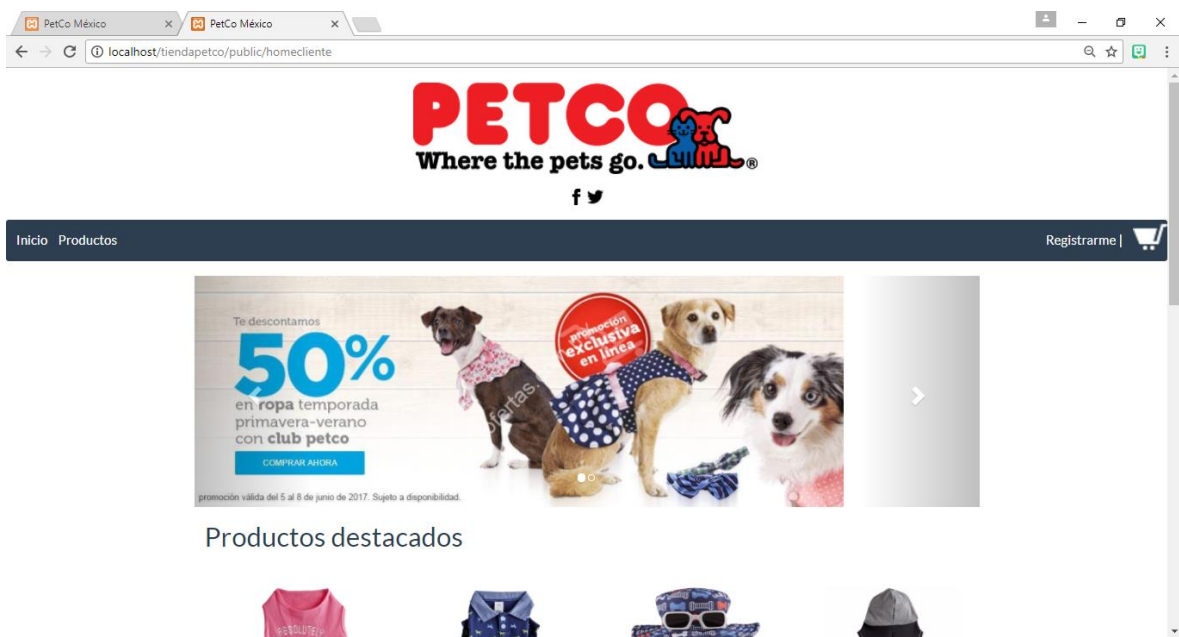 PetCo México
PetCo México
localhost/tiendapetco/public/homecliente
PETCO
Where the pets go.®
Inicio Productos
Registrarme |
Te descontamos
50%
en ropa temporada
primavera-verano
con club petco
COMPRAR AHORA
promoción válida del 5 al 8 de junio de 2017. Sujeto a disponibilidad.
promoción
exclusiva
en línea
ofertas.
Productos destacados
ABSOLUTELY